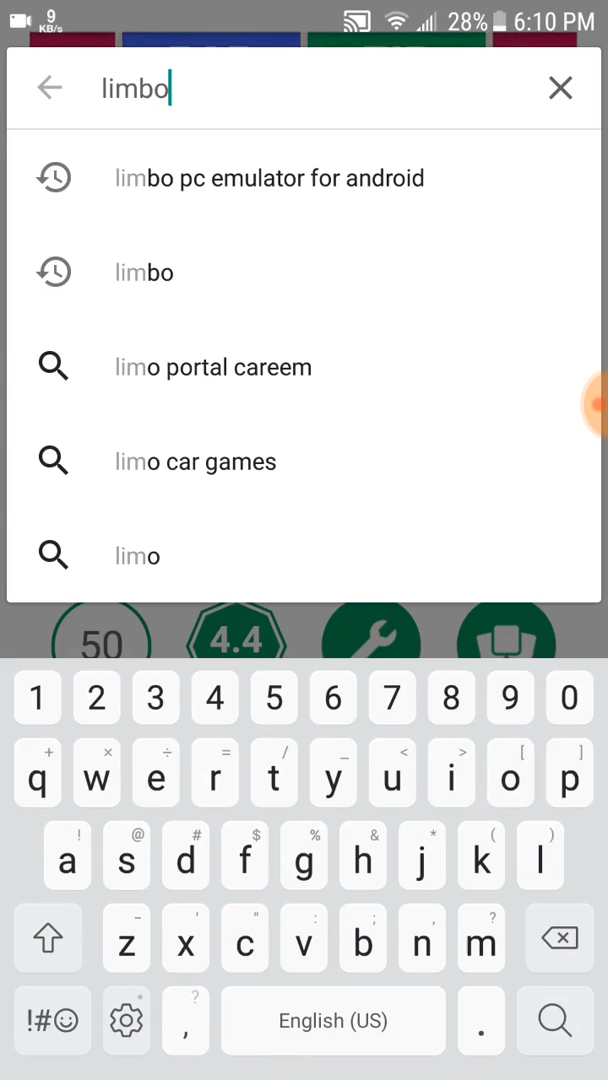 9
KB/s
28%
6:10 PM
limbo
limbo pc emulator for android
limbo
limo portal careem
limo car games
limo
50
4.4
1 2 3 4 5 6 7 8 9 0
+ × ÷ = / _ < > [ ]
q w e r t y u i o p
! @ # $ % ^ & * ( )
a s d f g h j k l
- ' " : ; , ?
z x c v b n m
!#☺ , ? English (US) .